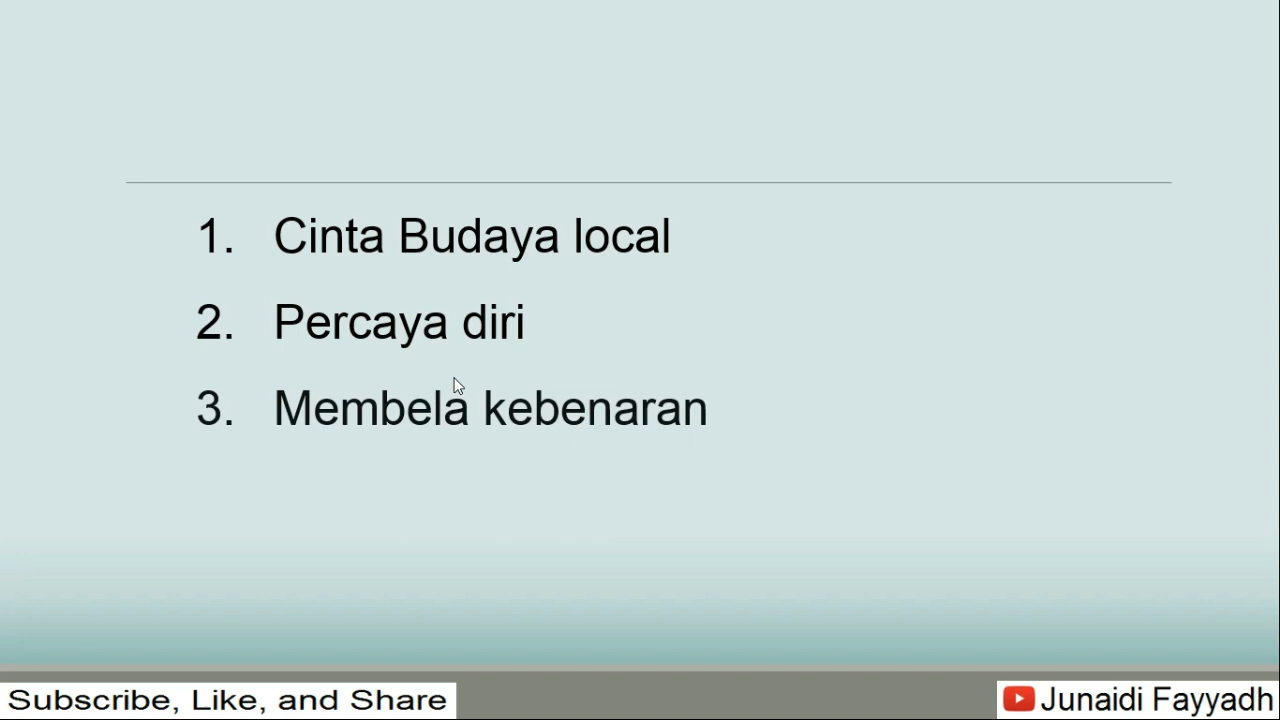 1. Cinta Budaya local
2. Percaya diri
3. Membela kebenaran
Subscribe, Like, and Share
Junaidi Fayyadh